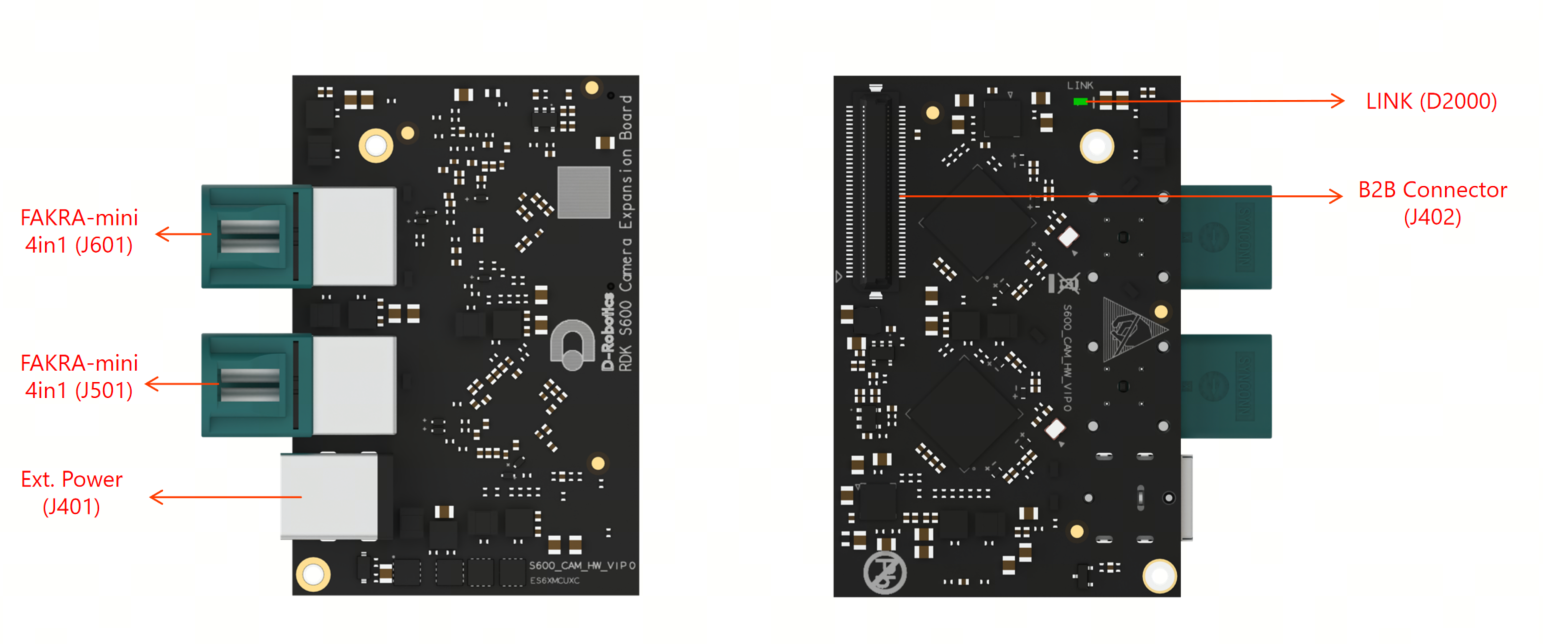 FAKRA-mini
4in1 (J601)
FAKRA-mini
4in1 (J501)
Ext. Power
(J401)
D-Robotics
RDK S600 Camera Expansion Board
S600_CAM_HW_V1P0
ES6XMCUXC
LINK
LINK (D2000)
B2B Connector
(J402)
S600_CAM_HW_V1P0
Pb